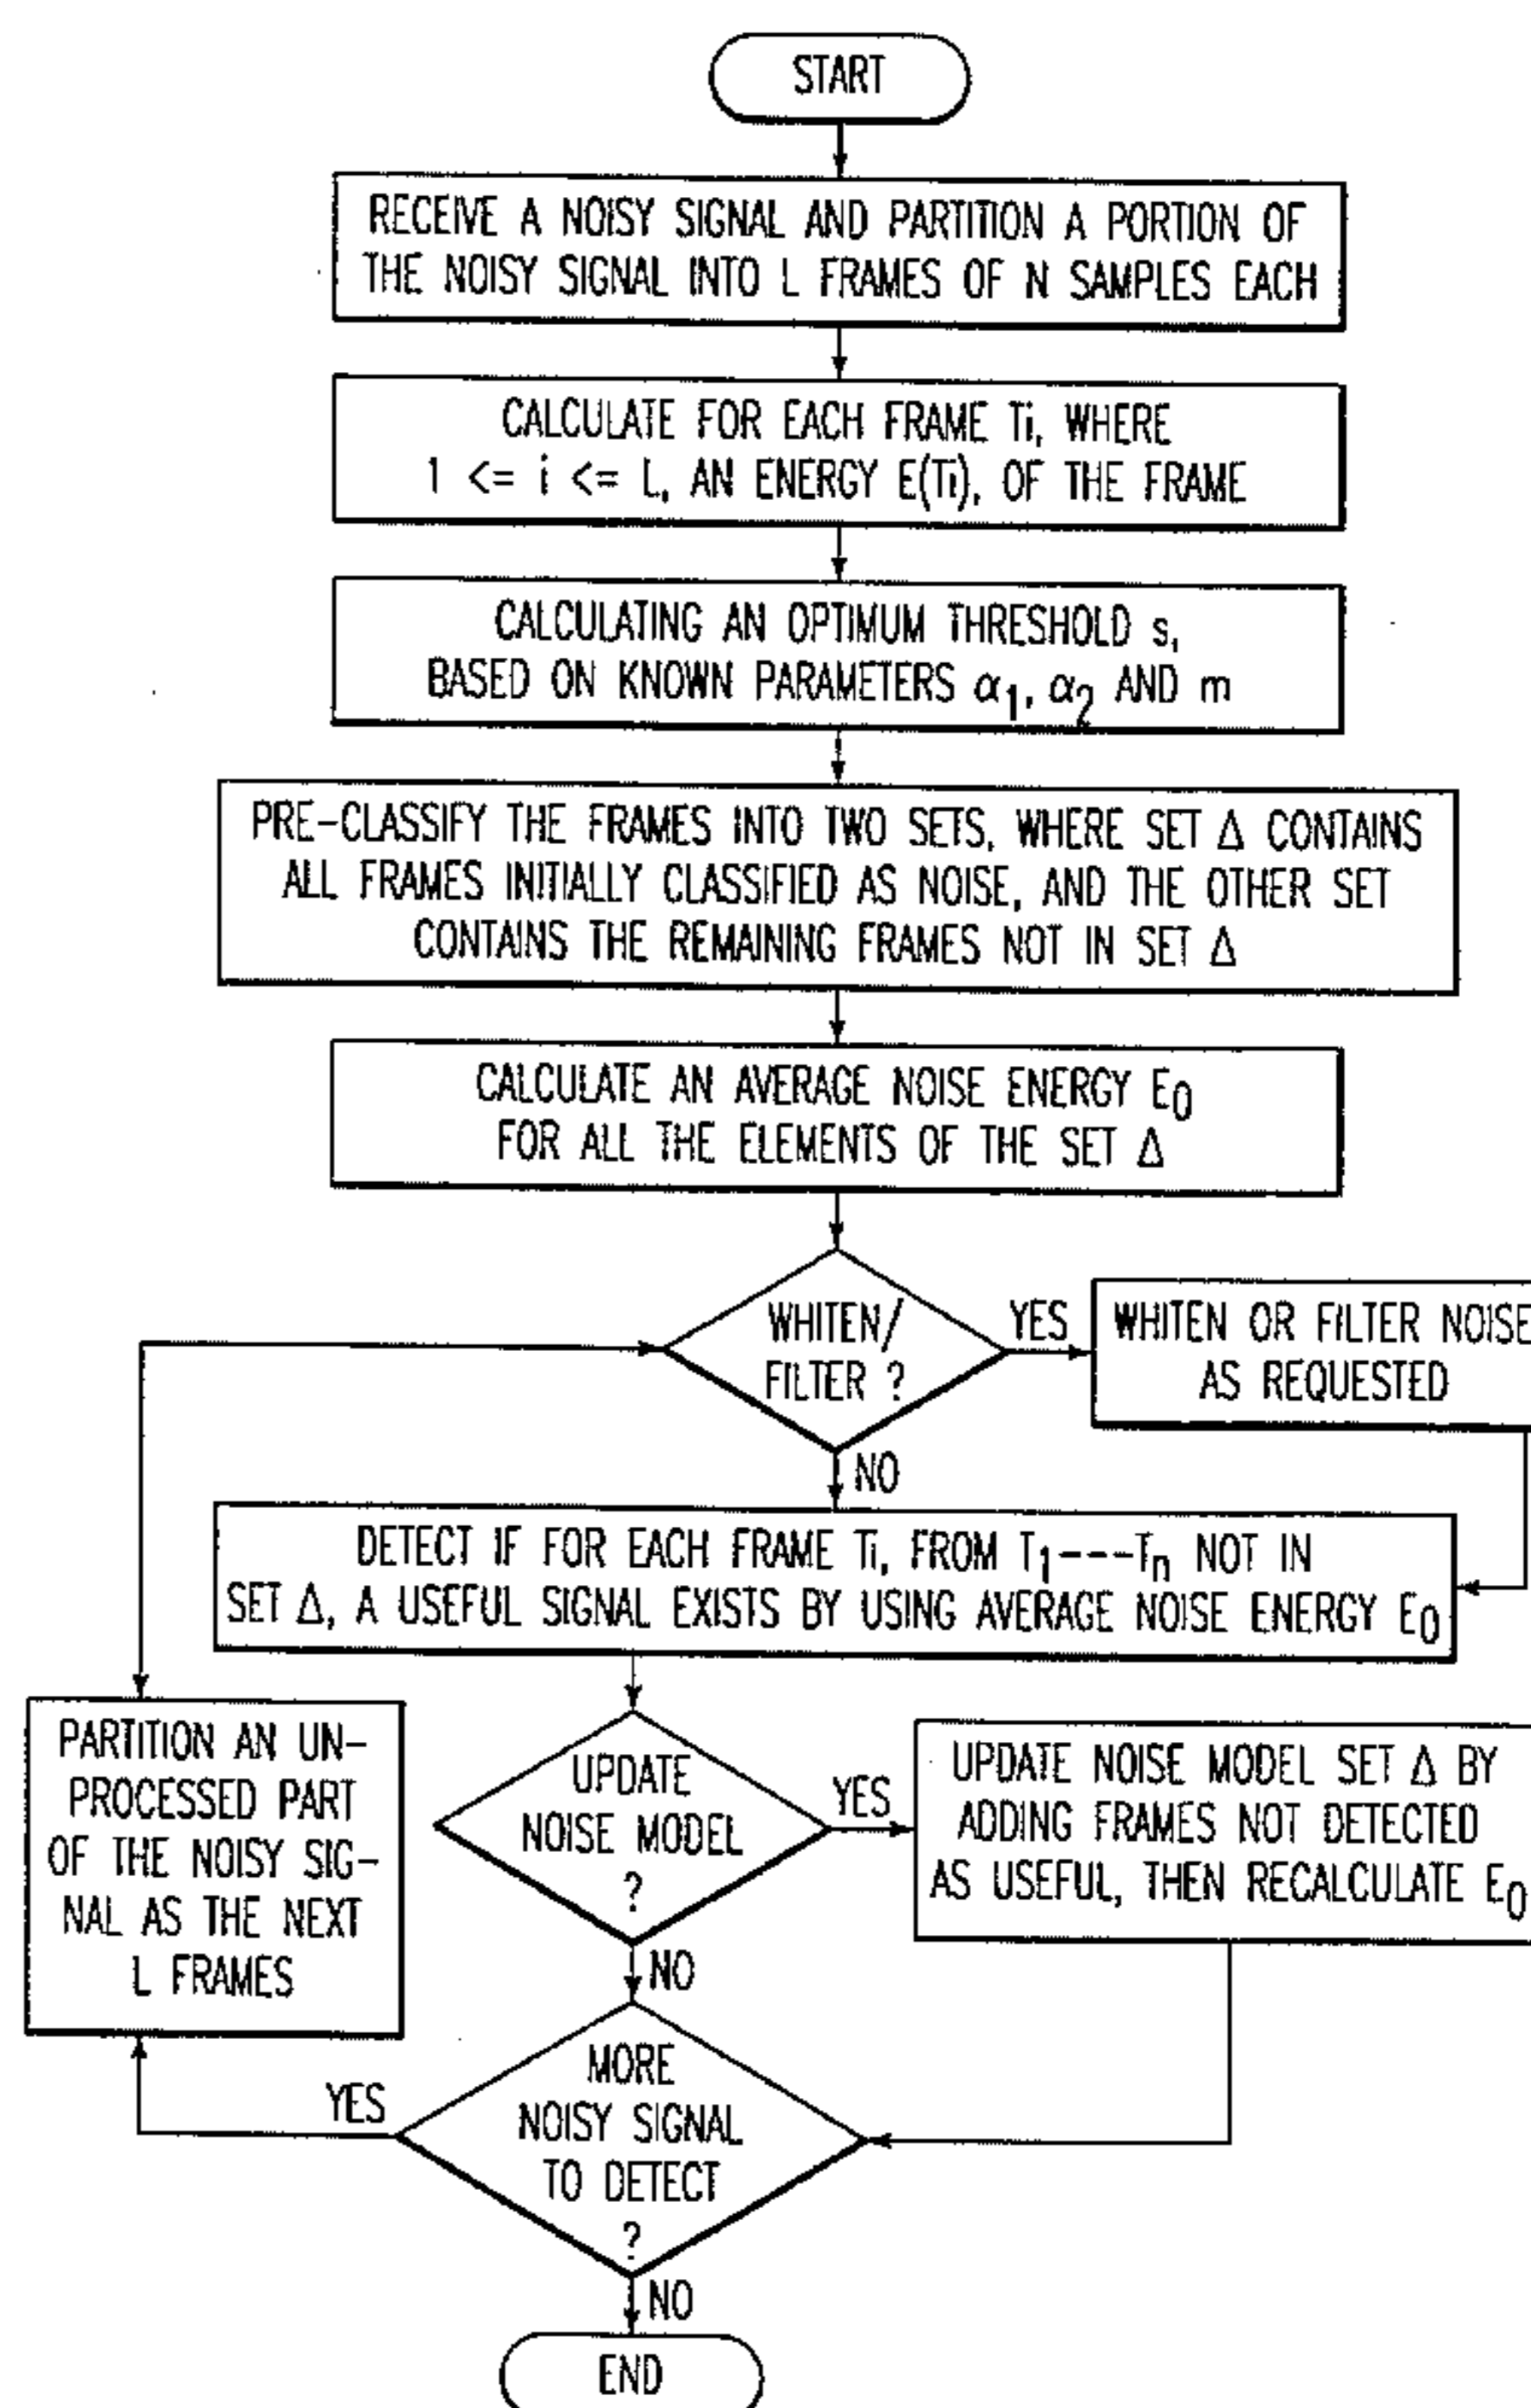 START
RECEIVE A NOISY SIGNAL AND PARTITION A PORTION OF
THE NOISY SIGNAL INTO L FRAMES OF N SAMPLES EACH
CALCULATE FOR EACH FRAME Ti, WHERE
1 <= i <= L, AN ENERGY E(Ti), OF THE FRAME
CALCULATING AN OPTIMUM THRESHOLD s,
BASED ON KNOWN PARAMETERS α1, α2 AND m
PRE-CLASSIFY THE FRAMES INTO TWO SETS, WHERE SET Δ CONTAINS
ALL FRAMES INITIALLY CLASSIFIED AS NOISE, AND THE OTHER SET
CONTAINS THE REMAINING FRAMES NOT IN SET Δ
CALCULATE AN AVERAGE NOISE ENERGY E0
FOR ALL THE ELEMENTS OF THE SET Δ
WHITEN/
FILTER ?
YES
WHITEN OR FILTER NOISE
AS REQUESTED
NO
DETECT IF FOR EACH FRAME Ti, FROM T1---Tn NOT IN
SET Δ, A USEFUL SIGNAL EXISTS BY USING AVERAGE NOISE ENERGY E0
PARTITION AN UN-
PROCESSED PART
OF THE NOISY SIG-
NAL AS THE NEXT
L FRAMES
UPDATE
NOISE MODEL
?
YES
UPDATE NOISE MODEL SET Δ BY
ADDING FRAMES NOT DETECTED
AS USEFUL, THEN RECALCULATE E0
NO
MORE
NOISY SIGNAL
TO DETECT
?
YES
NO
END